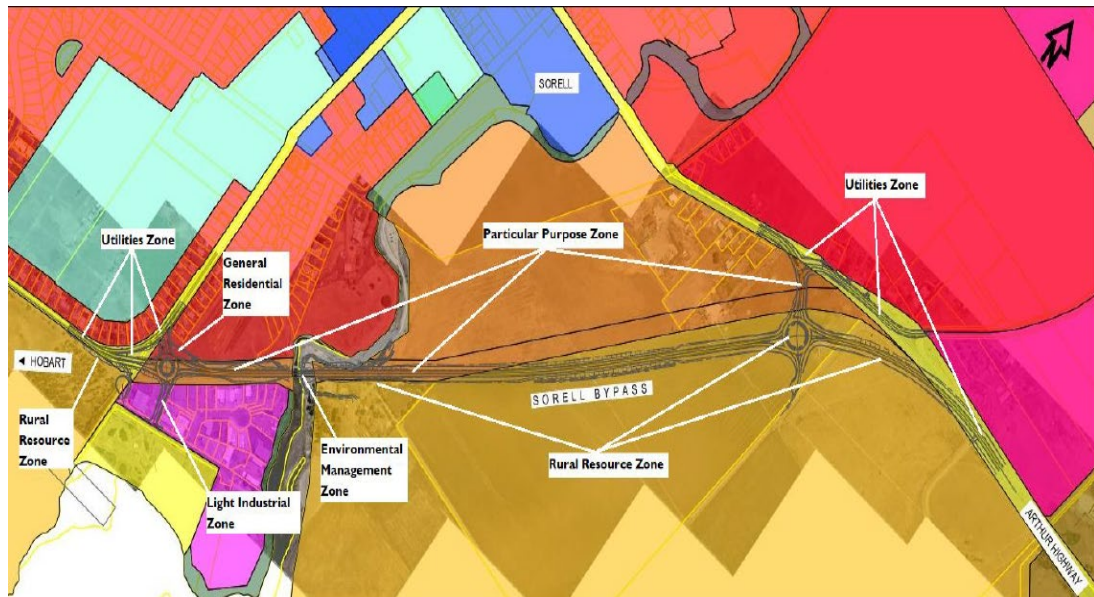 SORELL
Utilities Zone
Utilities Zone
General
Residential
Zone
Particular Purpose Zone
◄ HOBART
SORELL BYPASS
Rural
Resource
Zone
Environmental
Management
Zone
Rural Resource Zone
Light Industrial
Zone
ARTHUR HIGHWAY